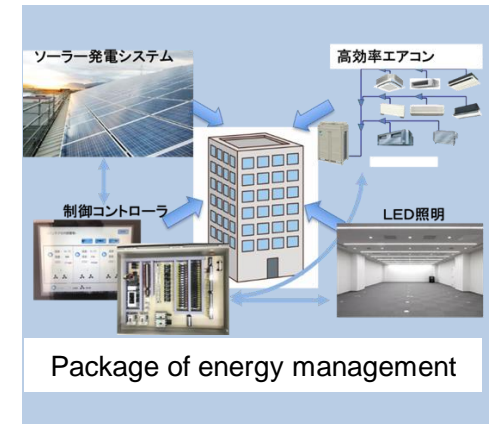 ソーラー発電システム
高効率エアコン
制御コントローラ
LED照明
Package of energy management